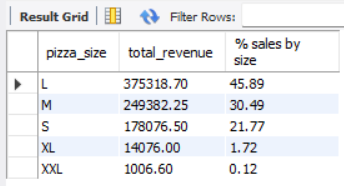 Result Grid Filter Rows:
pizza_size total_revenue % sales by size
L 375318.70 45.89
M 249382.25 30.49
S 178076.50 21.77
XL 14076.00 1.72
XXL 1006.60 0.12